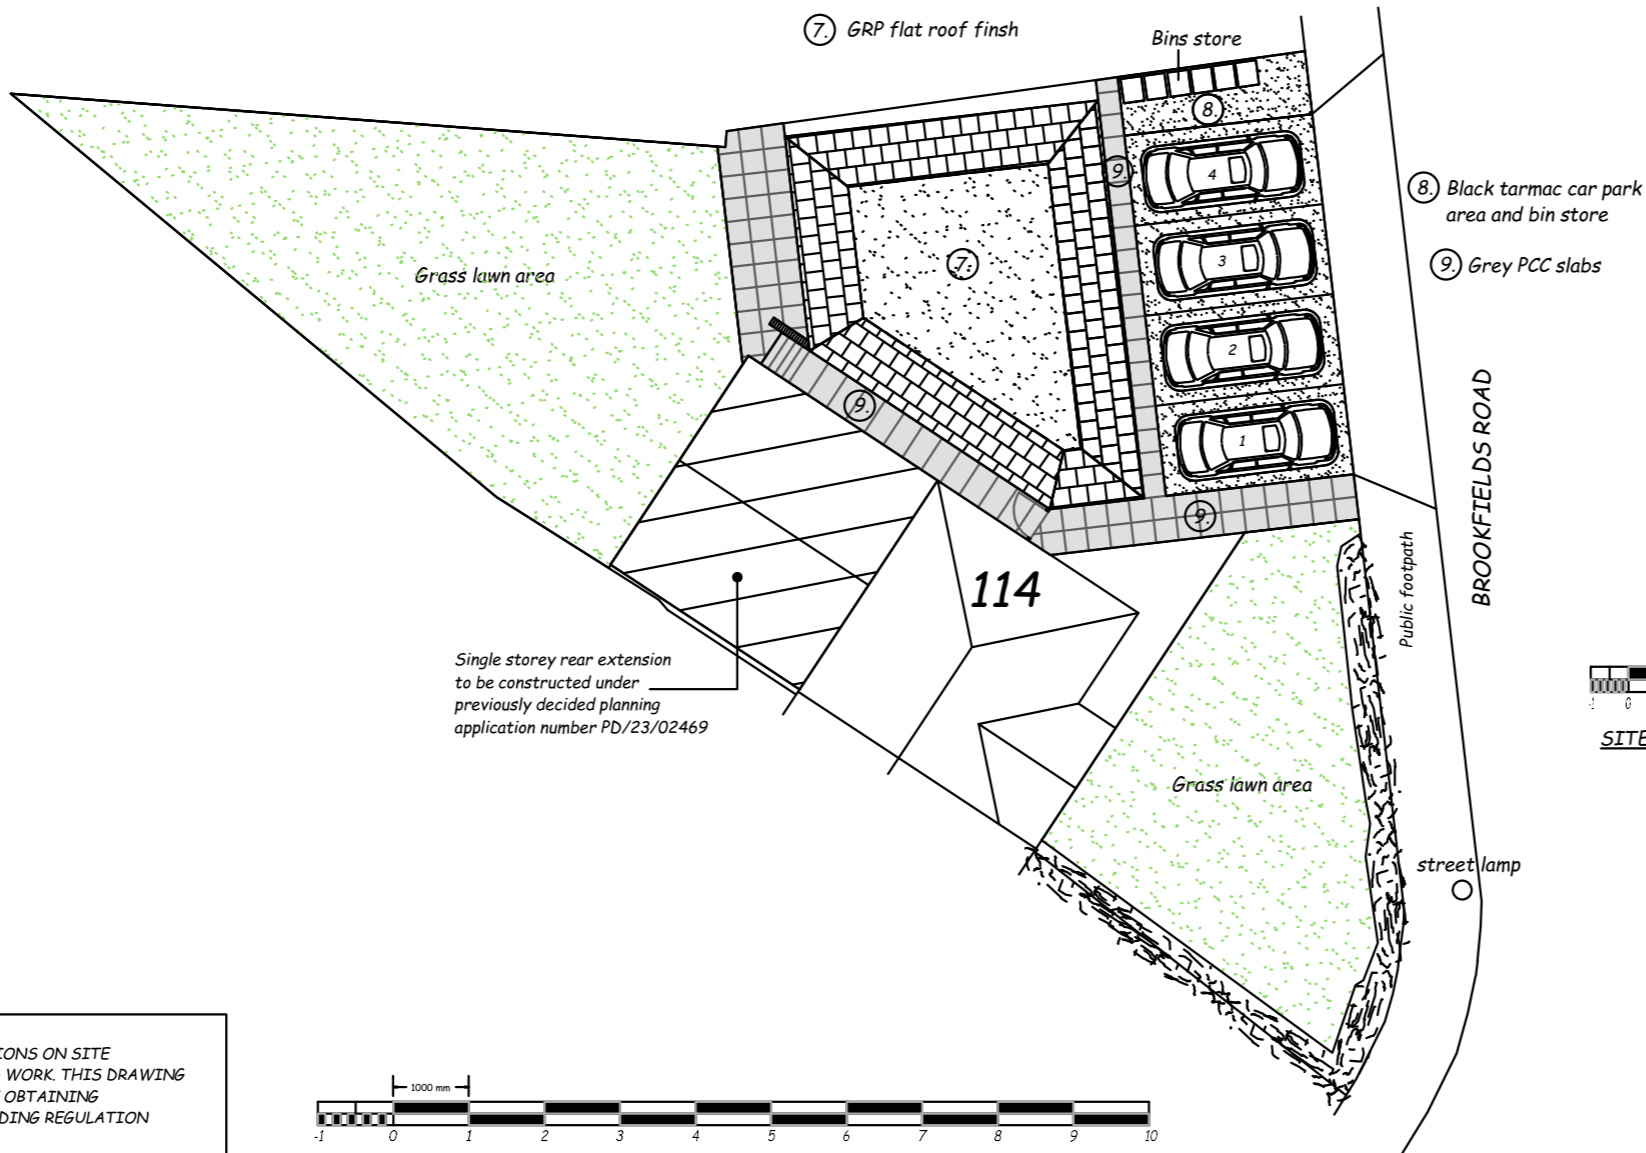 7. GRP flat roof finsh
Bins store
8.
9.
4
8. Black tarmac car park
area and bin store
3
9. Grey PCC slabs
Grass lawn area
7.
2
9.
1
9.
BROOKFIELDS ROAD
Public footpath
114
Single storey rear extension
to be constructed under
previously decided planning
application number PD/23/02469
-1 0
SITE
Grass lawn area
street lamp
IONS ON SITE
WORK. THIS DRAWING
OBTAINING
DING REGULATION
1000 mm
-1 0 1 2 3 4 5 6 7 8 9 10